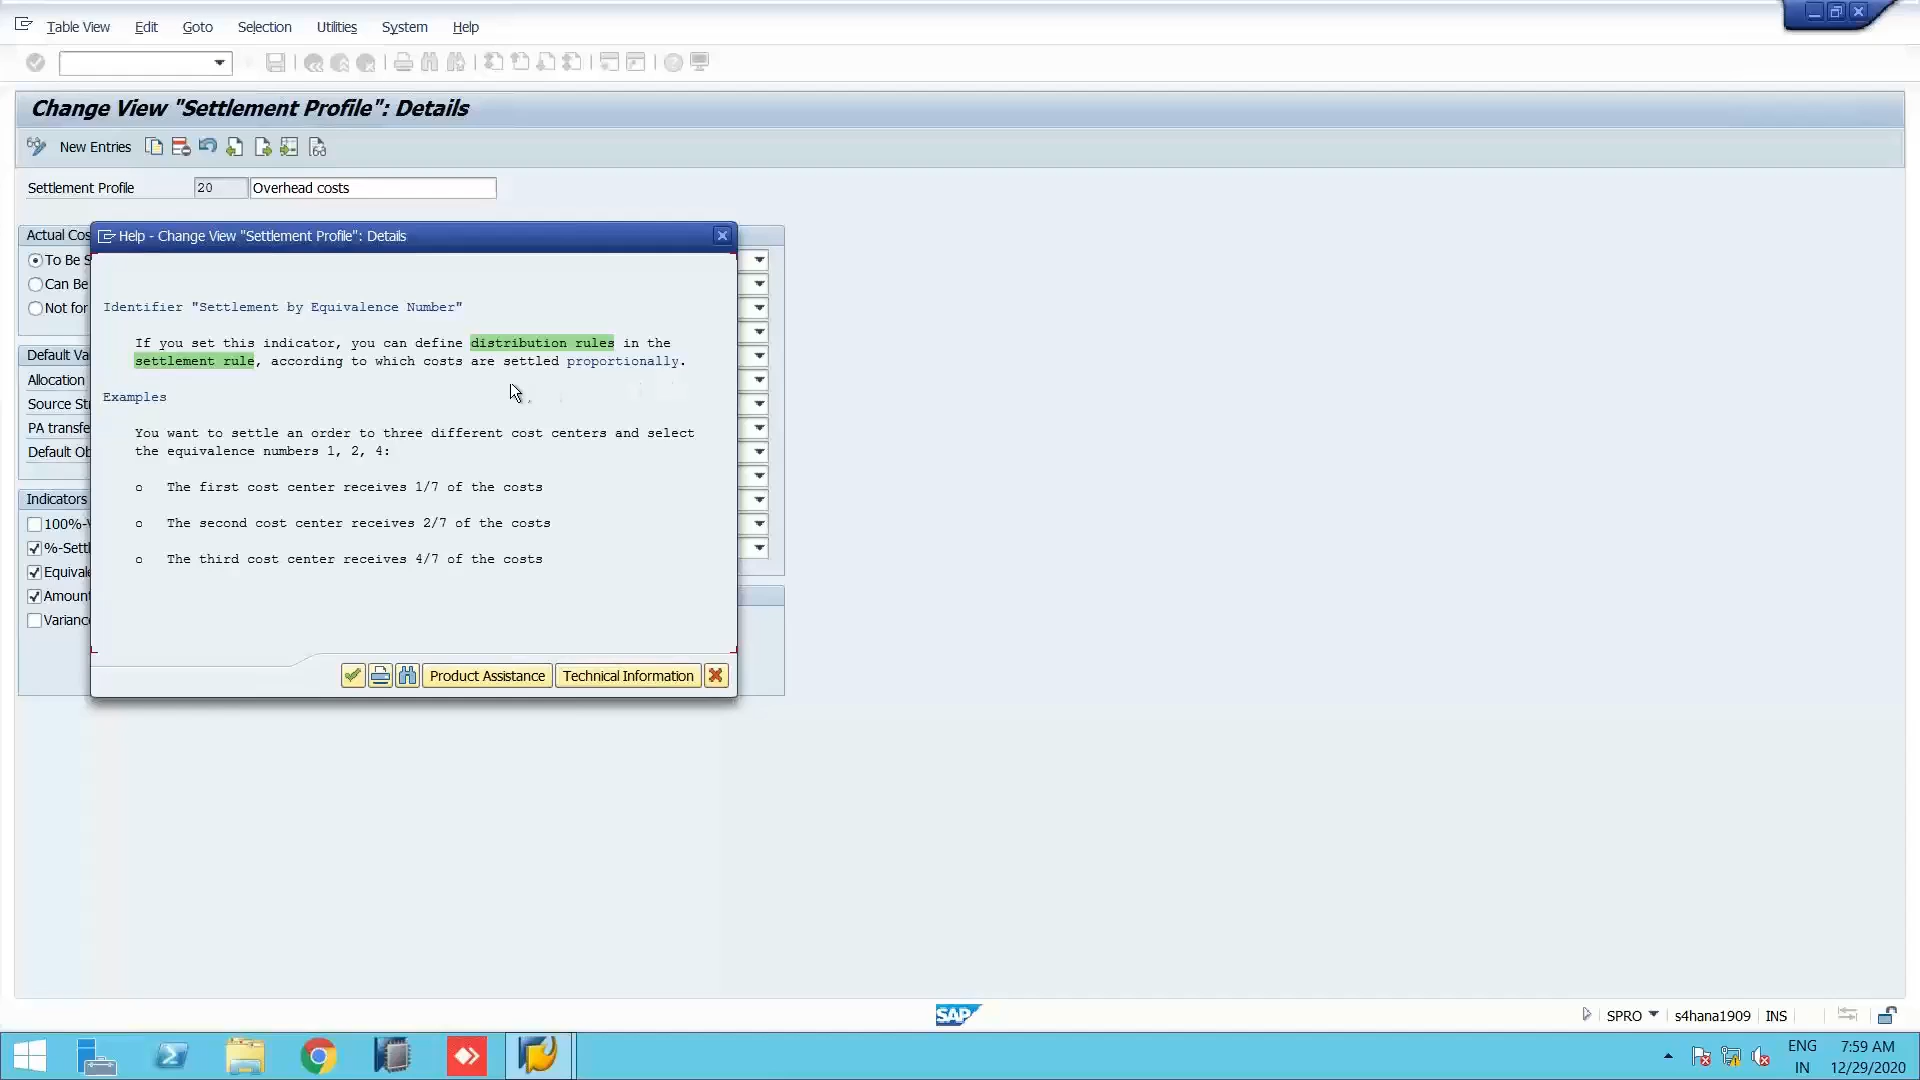 Table View Edit Goto Selection Utilities System Help
Change View "Settlement Profile": Details
New Entries
Settlement Profile 20 Overhead costs
Actual Cos
To Be S
Can Be
Not for
Default Va
Allocation
Source Str
PA transfe
Default Ob
Indicators
100%-V
%-Settl
Equivale
Amount
Variance
Help - Change View "Settlement Profile": Details
Identifier "Settlement by Equivalence Number"
If you set this indicator, you can define distribution rules in the
settlement rule, according to which costs are settled proportionally.
Examples
You want to settle an order to three different cost centers and select
the equivalence numbers 1, 2, 4:
o The first cost center receives 1/7 of the costs
o The second cost center receives 2/7 of the costs
o The third cost center receives 4/7 of the costs
Product Assistance Technical Information
SAP
SPRO s4hana1909 INS
ENG 7:59 AM
IN 12/29/2020